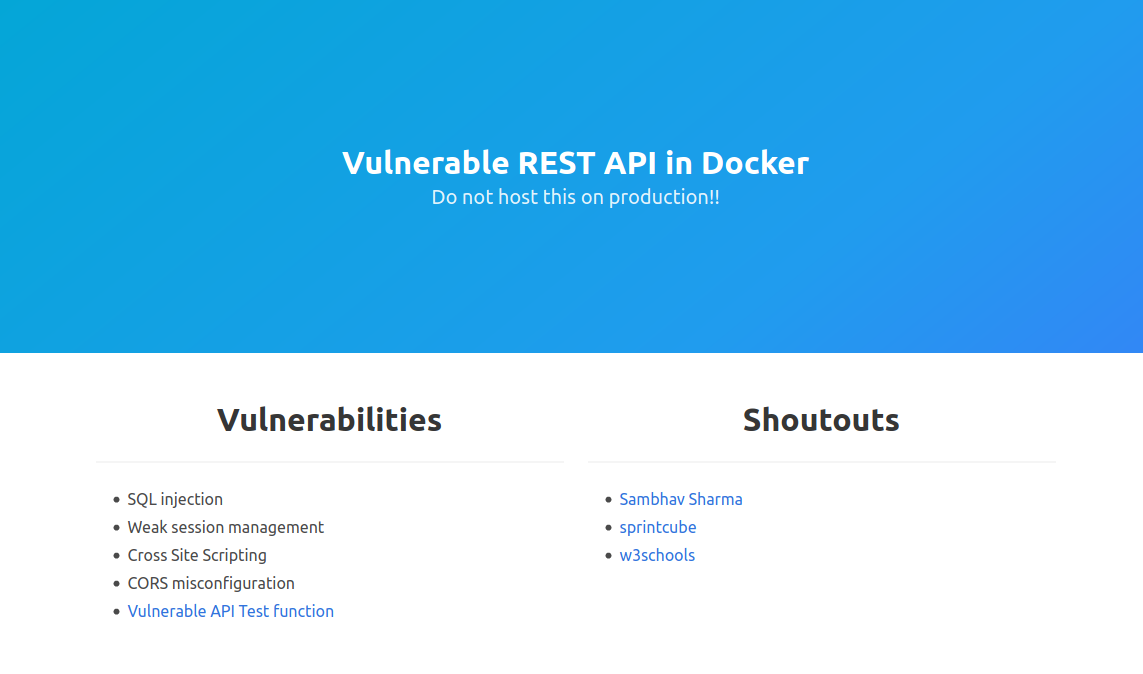 Vulnerable REST API in Docker
Do not host this on production!!
Vulnerabilities
SQL injection
Weak session management
Cross Site Scripting
CORS misconfiguration
Vulnerable API Test function
Shoutouts
Sambhav Sharma
sprintcube
w3schools